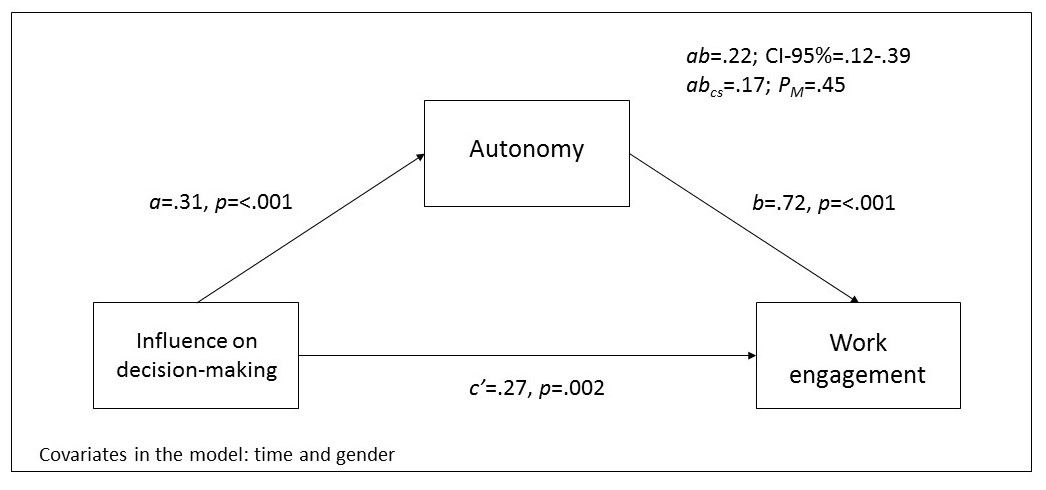 ab=.22; CI-95%=.12-.39
abcs=.17; PM=.45
Autonomy
a=.31, p=<.001
b=.72, p=<.001
Influence on
decision-making
Work
engagement
c’=.27, p=.002
Covariates in the model: time and gender